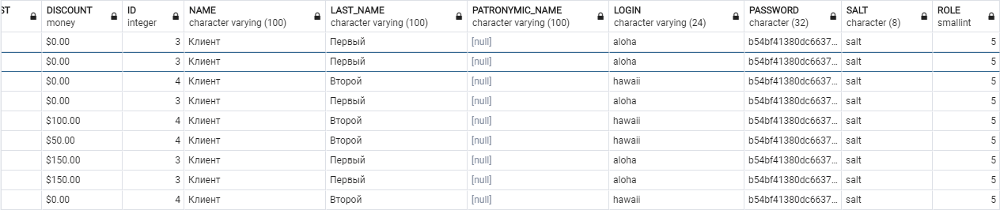 ST DISCOUNT ID NAME LAST_NAME PATRONYMIC_NAME LOGIN PASSWORD SALT ROLE
money integer character varying (100) character varying (100) character varying (100) character varying (24) character (32) character (8) smallint
$0.00 3 Клиент Первый [null] aloha b54bf41380dc6637… salt 5
$0.00 3 Клиент Первый [null] aloha b54bf41380dc6637… salt 5
$0.00 4 Клиент Второй [null] hawaii b54bf41380dc6637… salt 5
$0.00 3 Клиент Первый [null] aloha b54bf41380dc6637… salt 5
$100.00 4 Клиент Второй [null] hawaii b54bf41380dc6637… salt 5
$50.00 4 Клиент Второй [null] hawaii b54bf41380dc6637… salt 5
$150.00 3 Клиент Первый [null] aloha b54bf41380dc6637… salt 5
$150.00 3 Клиент Первый [null] aloha b54bf41380dc6637… salt 5
$0.00 4 Клиент Второй [null] hawaii b54bf41380dc6637… salt 5